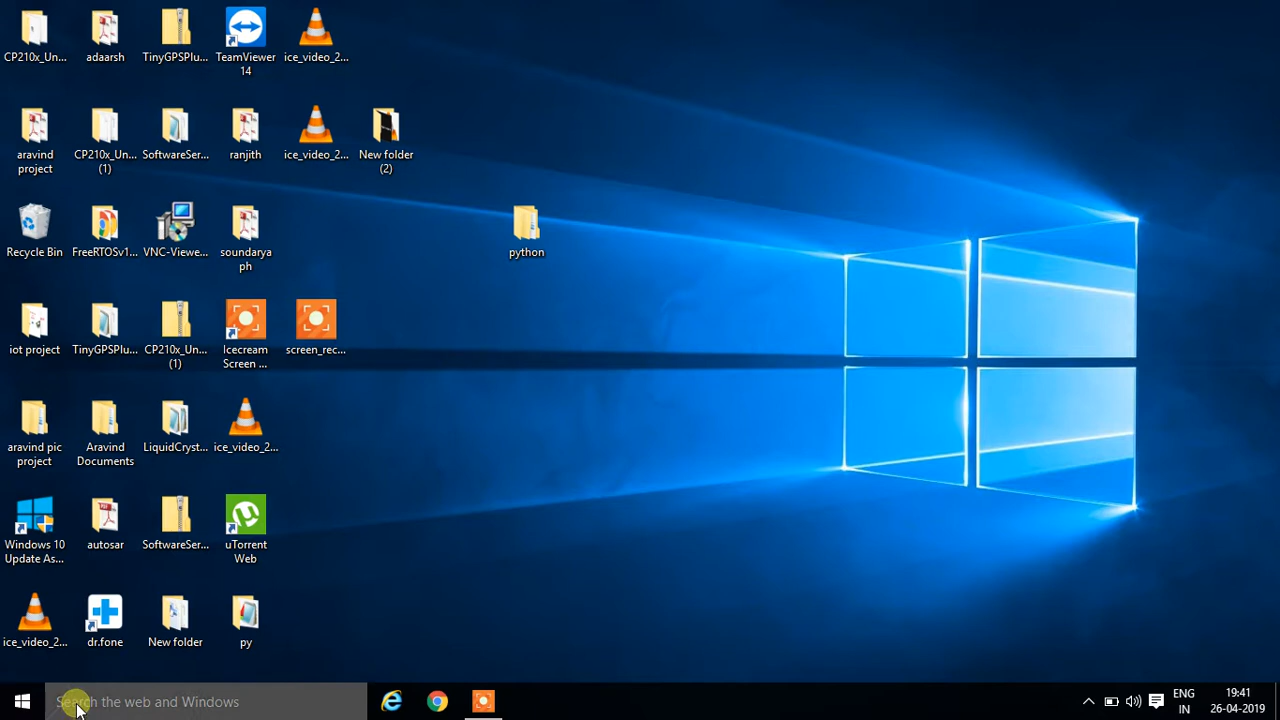 CP210x_Un...
adaarsh
TinyGPSPlu...
TeamViewer
14
ice_video_2...
aravind
project
CP210x_Un...
(1)
SoftwareSer...
ranjith
ice_video_2...
New folder
(2)
Recycle Bin
FreeRTOSv1...
VNC-Viewe...
soundarya
ph
python
iot project
TinyGPSPlu...
CP210x_Un...
(1)
Icecream
Screen ...
screen_rec...
aravind pic
project
Aravind
Documents
LiquidCryst...
ice_video_2...
Windows 10
Update As...
autosar
SoftwareSer...
uTorrent
Web
ice_video_2...
dr.fone
New folder
py
Search the web and Windows
ENG
IN
19:41
26-04-2019